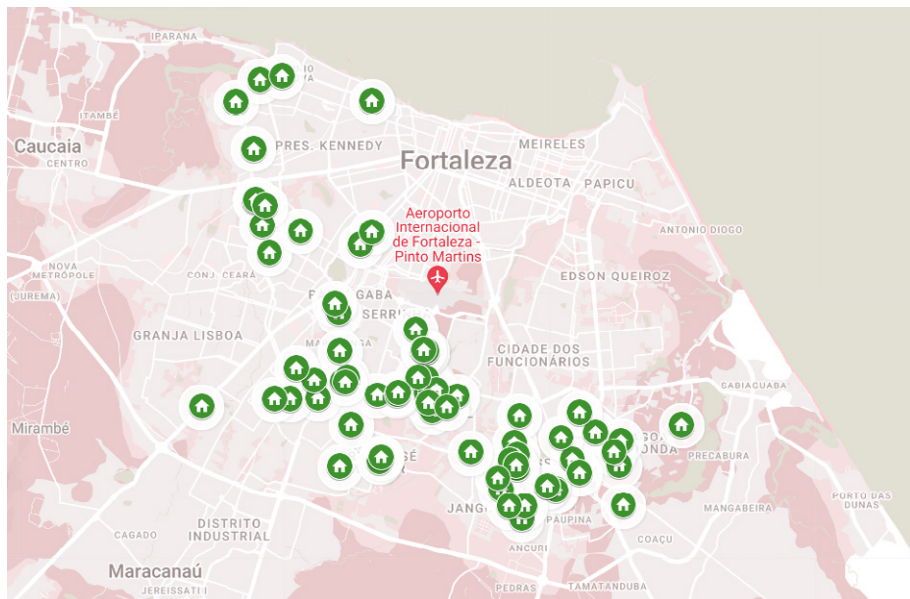 IPARANA
ITAMBÉ
Caucaia
CENTRO
PRES. KENNEDY
Fortaleza
MEIRELES
ALDEOTA
PAPICU
Aeroporto
Internacional
de Fortaleza -
Pinto Martins
ANTONIO DIOGO
NOVA
METRÓPOLE
CONJ. CEARÁ
EDSON QUEIROZ
(JUREMA)
GRANJA LISBOA
CIDADE DOS
FUNCIONÁRIOS
SABIAGUABA
Mirambé
PRECABURA
PORTO DAS
DUNAS
MANGABEIRA
DISTRITO
INDUSTRIAL
PAUPINA
CAGADO
COAÇU
ANCURI
Maracanaú
JEREISSATI I
PEDRAS
TAMATANDUBA